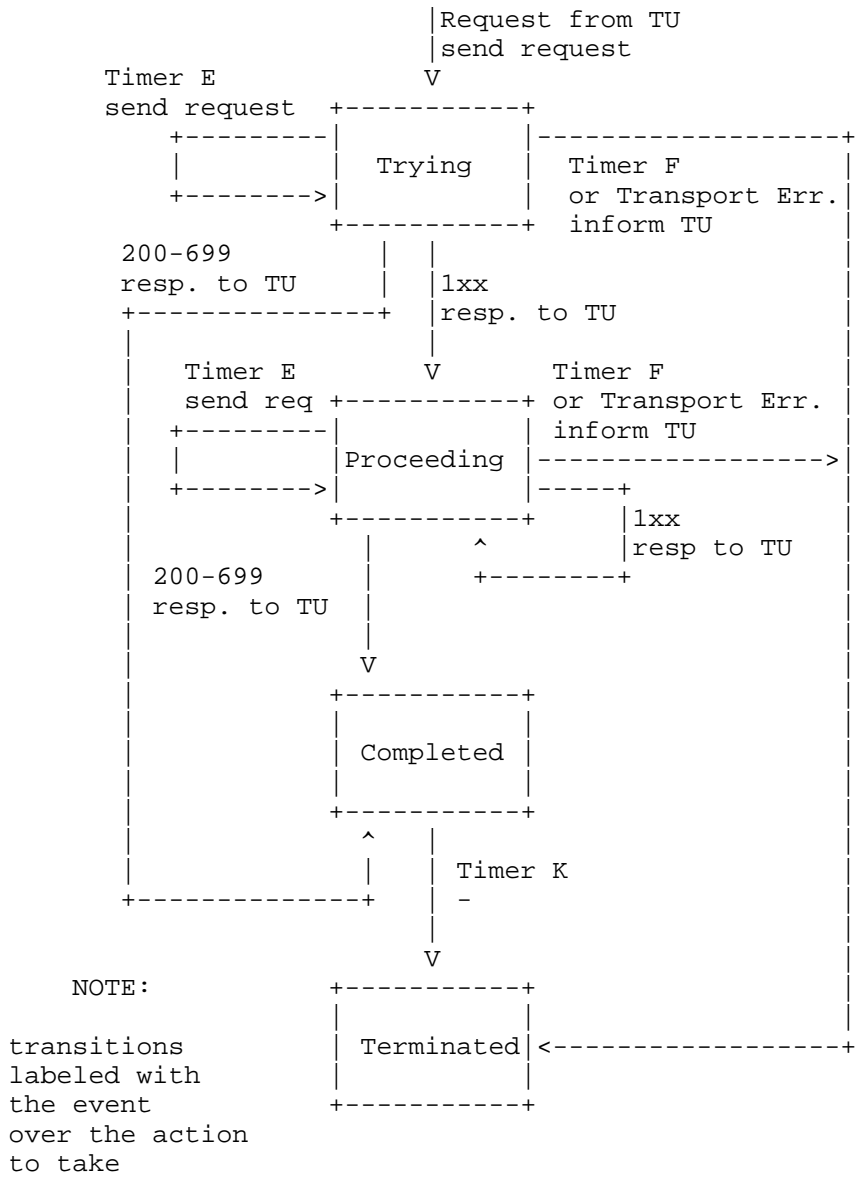 |Request from TU
|send request
Timer E V
send request +-----------+
+---------| |------------------+
| | Trying | Timer F |
+-------->| | or Transport Err.|
+-----------+ inform TU |
200-699 | | |
resp. to TU | |1xx |
+---------------+ |resp. to TU |
| | |
| Timer E V Timer F |
| send req +-----------+ or Transport Err. |
| +---------| | inform TU |
| | |Proceeding |------------------>|
| +-------->| |-----+ |
| +-----------+ |1xx |
| | ^ |resp to TU |
| 200-699 | +--------+ |
| resp. to TU | |
| | |
| V |
| +-----------+ |
| | | |
| | Completed | |
| | | |
| +-----------+ |
| ^ | |
| | | Timer K |
+--------------+ | - |
| |
V |
NOTE: +-----------+ |
| | |
transitions | Terminated|<-----------------+
labeled with | |
the event +-----------+
over the action
to take